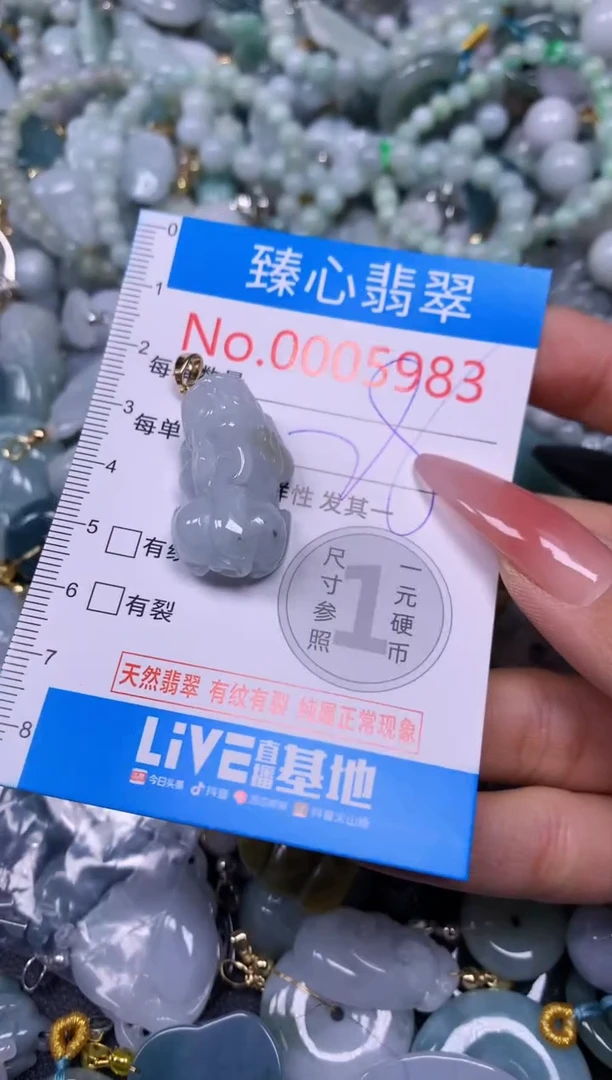 0
臻心翡翠
1
No.0005983
2
每
3
每单
28
4
样性 发其一
5
□有纹
尺寸参照
1
一元硬币
6
□有裂
7
天然翡翠 有纹有裂 纯属正常现象
8
LiVE直播基地
今日头条 抖音 抖音火山版